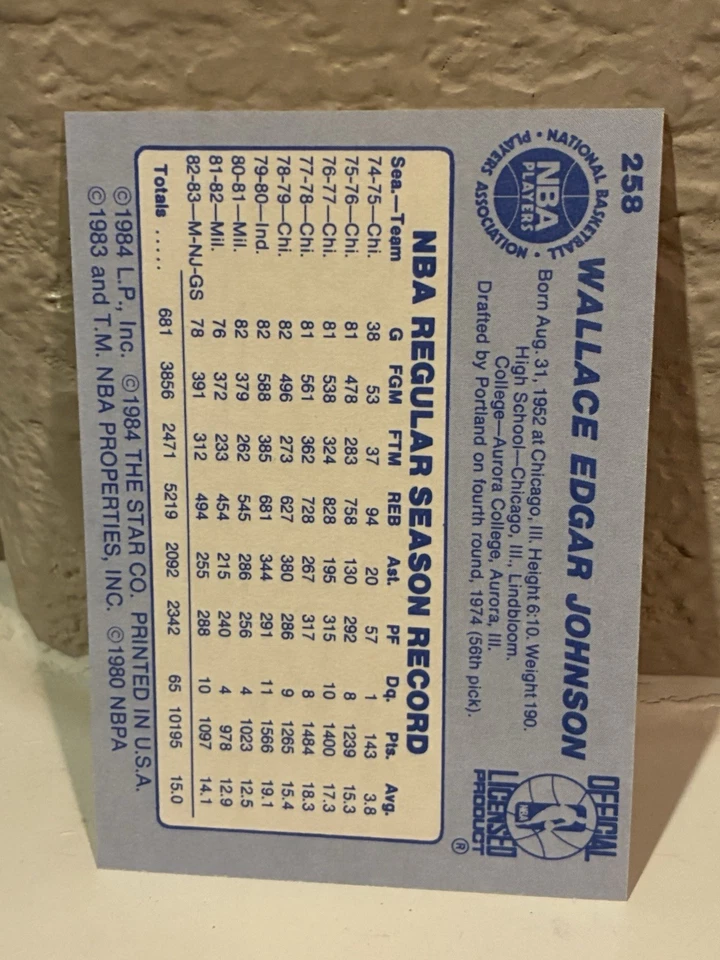 258
NATIONAL BASKETBALL
PLAYERS ASSOCIATION
NBA
PLAYERS
WALLACE EDGAR JOHNSON
Born Aug. 31, 1952 at Chicago, Ill. Height 6:10. Weight 190.
High School—Chicago, Ill., Lindbloom.
College—Aurora College, Aurora, Ill.
Drafted by Portland on fourth round, 1974 (56th pick).
OFFICIAL
NBA
LICENSED
PRODUCT
®
NBA REGULAR SEASON RECORD
Sea.—Team G FGM FTM REB Ast. PF Dq. Pts. Avg.
74-75—Chi. 38 53 37 94 20 57 1 143 3.8
75-76—Chi. 81 478 283 758 130 292 8 1239 15.3
76-77—Chi. 81 538 324 828 195 315 10 1400 17.3
77-78—Chi. 81 561 362 728 267 317 8 1484 18.3
78-79—Chi. 82 496 273 627 380 286 9 1265 15.4
79-80—Ind. 82 588 385 681 344 291 11 1566 19.1
80-81—Mil. 82 379 262 545 286 256 4 1023 12.5
81-82—Mil. 76 372 233 454 215 240 4 978 12.9
82-83—M-NJ-GS 78 391 312 494 255 288 10 1097 14.1
Totals ..... 681 3856 2471 5219 2092 2342 65 10195 15.0
©1984 L.P., Inc. ©1984 THE STAR CO. PRINTED IN U.S.A.
©1983 and T.M. NBA PROPERTIES, INC. ©1980 NBPA